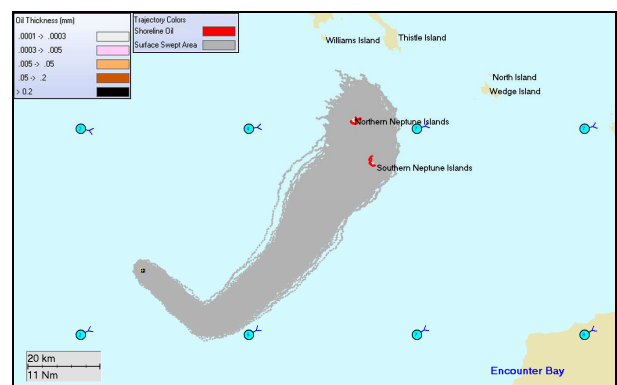 Oil Thickness (mm)
.0001 -> .0003
.0003 -> .005
.005 -> .05
.05 -> .2
> 0.2
Trajectory Colors
Shoreline Oil
Surface Swept Area
Williams Island
Thistle Island
North Island
Wedge Island
Northern Neptune Islands
Southern Neptune Islands
20 km
11 Nm
Encounter Bay